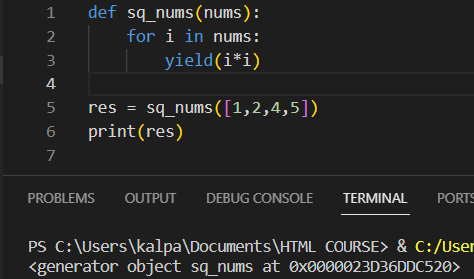 1 def sq_nums(nums):
2 for i in nums:
3 yield(i*i)
4
5 res = sq_nums([1,2,4,5])
6 print(res)
7
PROBLEMS OUTPUT DEBUG CONSOLE TERMINAL PORTS
PS C:\Users\kalpa\Documents\HTML COURSE> & C:/User
<generator object sq_nums at 0x0000023D36DDC520>